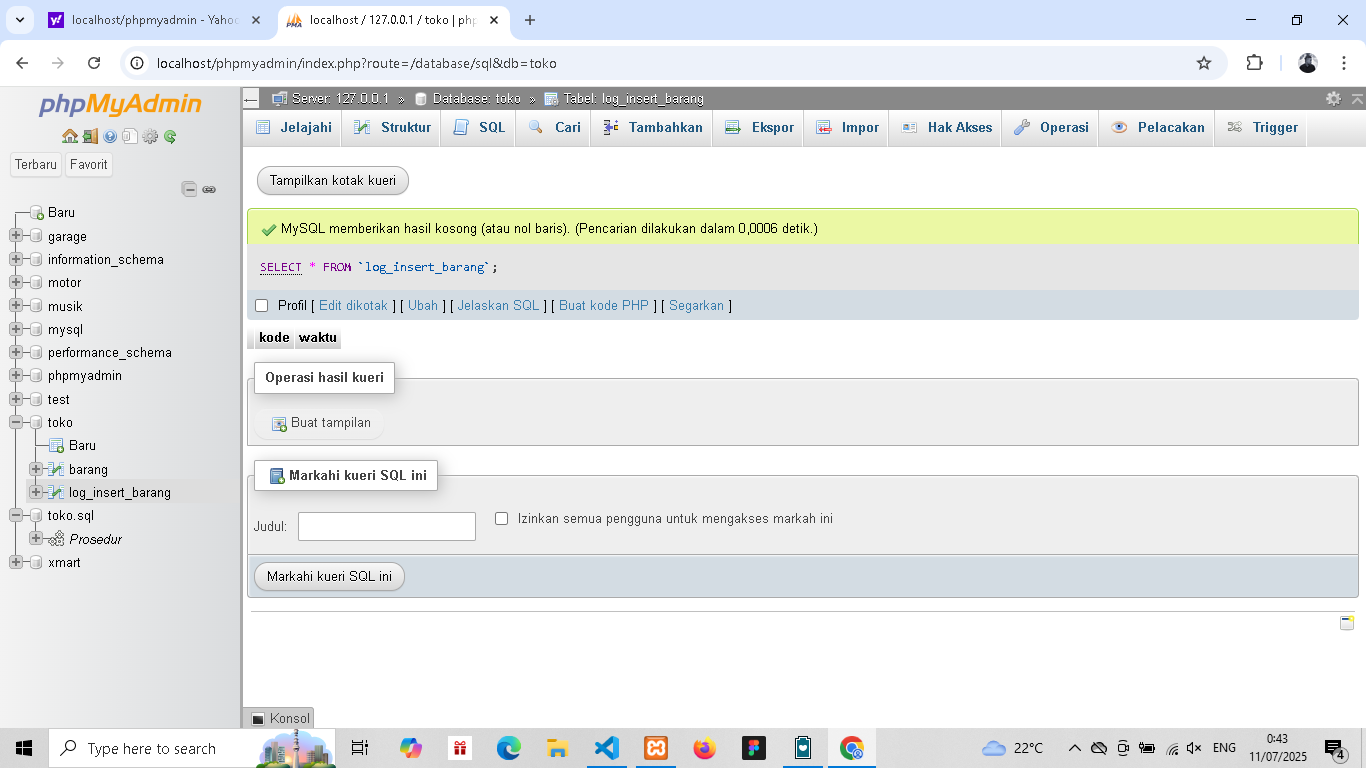 localhost/phpmyadmin - Yahoo
localhost / 127.0.0.1 / toko | php
localhost/phpmyadmin/index.php?route=/database/sql&db=toko
phpMyAdmin
Terbaru Favorit
Baru
garage
information_schema
motor
musik
mysql
performance_schema
phpmyadmin
test
toko
Baru
barang
log_insert_barang
toko.sql
Prosedur
xmart
Server: 127.0.0.1 » Database: toko » Tabel: log_insert_barang
Jelajahi Struktur SQL Cari Tambahkan Ekspor Impor Hak Akses Operasi Pelacakan Trigger
Tampilkan kotak kueri
MySQL memberikan hasil kosong (atau nol baris). (Pencarian dilakukan dalam 0,0006 detik.)
SELECT * FROM `log_insert_barang`;
Profil [ Edit dikotak ] [ Ubah ] [ Jelaskan SQL ] [ Buat kode PHP ] [ Segarkan ]
kode waktu
Operasi hasil kueri
Buat tampilan
Markahi kueri SQL ini
Judul:
Izinkan semua pengguna untuk mengakses markah ini
Markahi kueri SQL ini
Konsol
Type here to search
22°C
ENG
0:43
11/07/2025
4